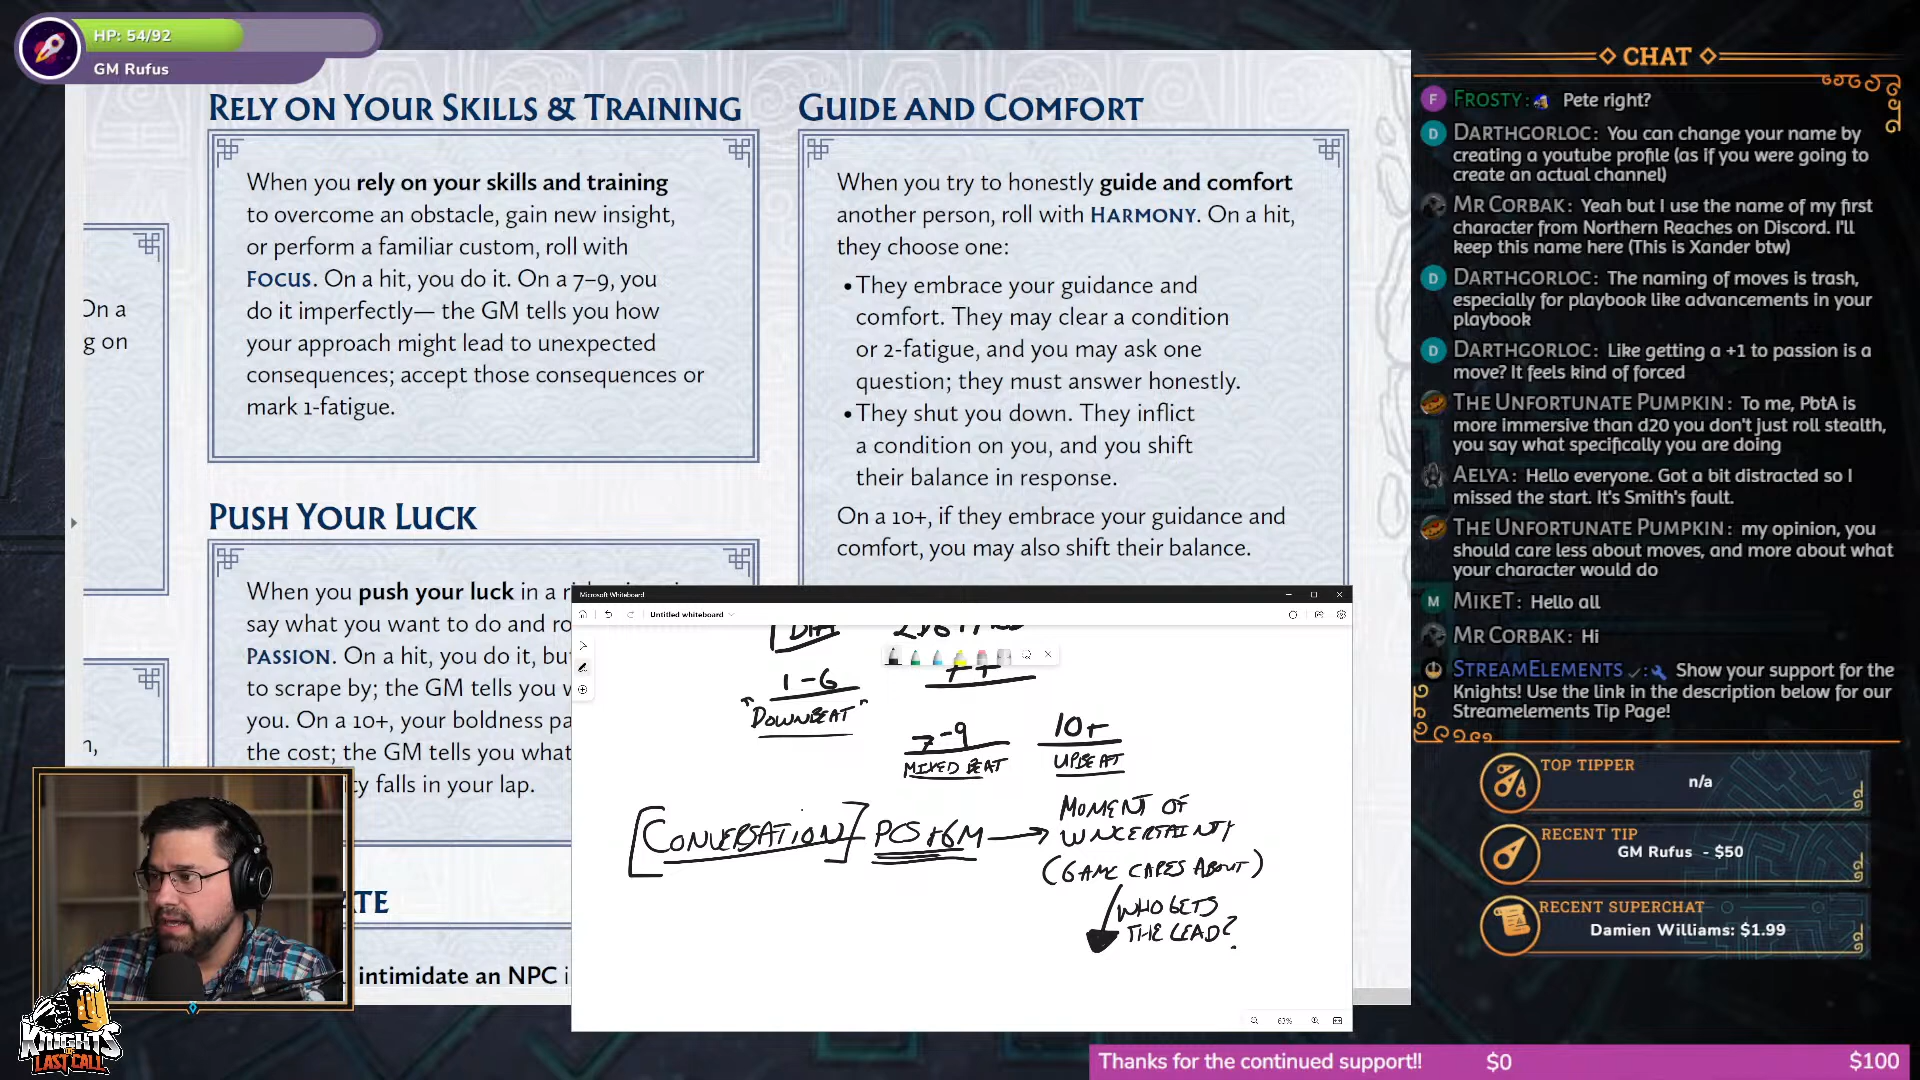 HP: 54/92
GM Rufus
RELY ON YOUR SKILLS & TRAINING
When you rely on your skills and training
to overcome an obstacle, gain new insight,
or perform a familiar custom, roll with
FOCUS. On a hit, you do it. On a 7–9, you
do it imperfectly— the GM tells you how
your approach might lead to unexpected
consequences; accept those consequences or
mark 1-fatigue.
On a
g on
PUSH YOUR LUCK
When you push your luck in a
say what you want to do and ro
PASSION. On a hit, you do it, bu
to scrape by; the GM tells you w
you. On a 10+, your boldness pa
the cost; the GM tells you what
ty falls in your lap.
n,
TE
intimidate an NPC i
GUIDE AND COMFORT
When you try to honestly guide and comfort
another person, roll with HARMONY. On a hit,
they choose one:
• They embrace your guidance and
comfort. They may clear a condition
or 2-fatigue, and you may ask one
question; they must answer honestly.
• They shut you down. They inflict
a condition on you, and you shift
their balance in response.
On a 10+, if they embrace your guidance and
comfort, you may also shift their balance.
Microsoft Whiteboard
Untitled whiteboard
1-6
"DOWNBEAT"
7+
7-9
MIXED BEAT
10+
UPBEAT
[CONVERSATION] PCS+GM
MOMENT OF
UNCERTAINTY
(GAME CARES ABOUT)
WHO GETS
THE LEAD?
63%
CHAT
FROSTY: Pete right?
DARTHGORLOC: You can change your name by
creating a youtube profile (as if you were going to
create an actual channel)
MR CORBAK: Yeah but I use the name of my first
character from Northern Reaches on Discord. I'll
keep this name here (This is Xander btw)
DARTHGORLOC: The naming of moves is trash,
especially for playbook like advancements in your
playbook
DARTHGORLOC: Like getting a +1 to passion is a
move? It feels kind of forced
THE UNFORTUNATE PUMPKIN: To me, PbtA is
more immersive than d20 you don't just roll stealth,
you say what specifically you are doing
AELYA: Hello everyone. Got a bit distracted so I
missed the start. It's Smith's fault.
THE UNFORTUNATE PUMPKIN: my opinion, you
should care less about moves, and more about what
your character would do
MIKET: Hello all
MR CORBAK: Hi
STREAMELEMENTS: Show your support for the
Knights! Use the link in the description below for our
Streamelements Tip Page!
TOP TIPPER
n/a
RECENT TIP
GM Rufus - $50
RECENT SUPERCHAT
Damien Williams: $1.99
KNIGHTS
OF
LAST CALL
Thanks for the continued support!! $0 $100